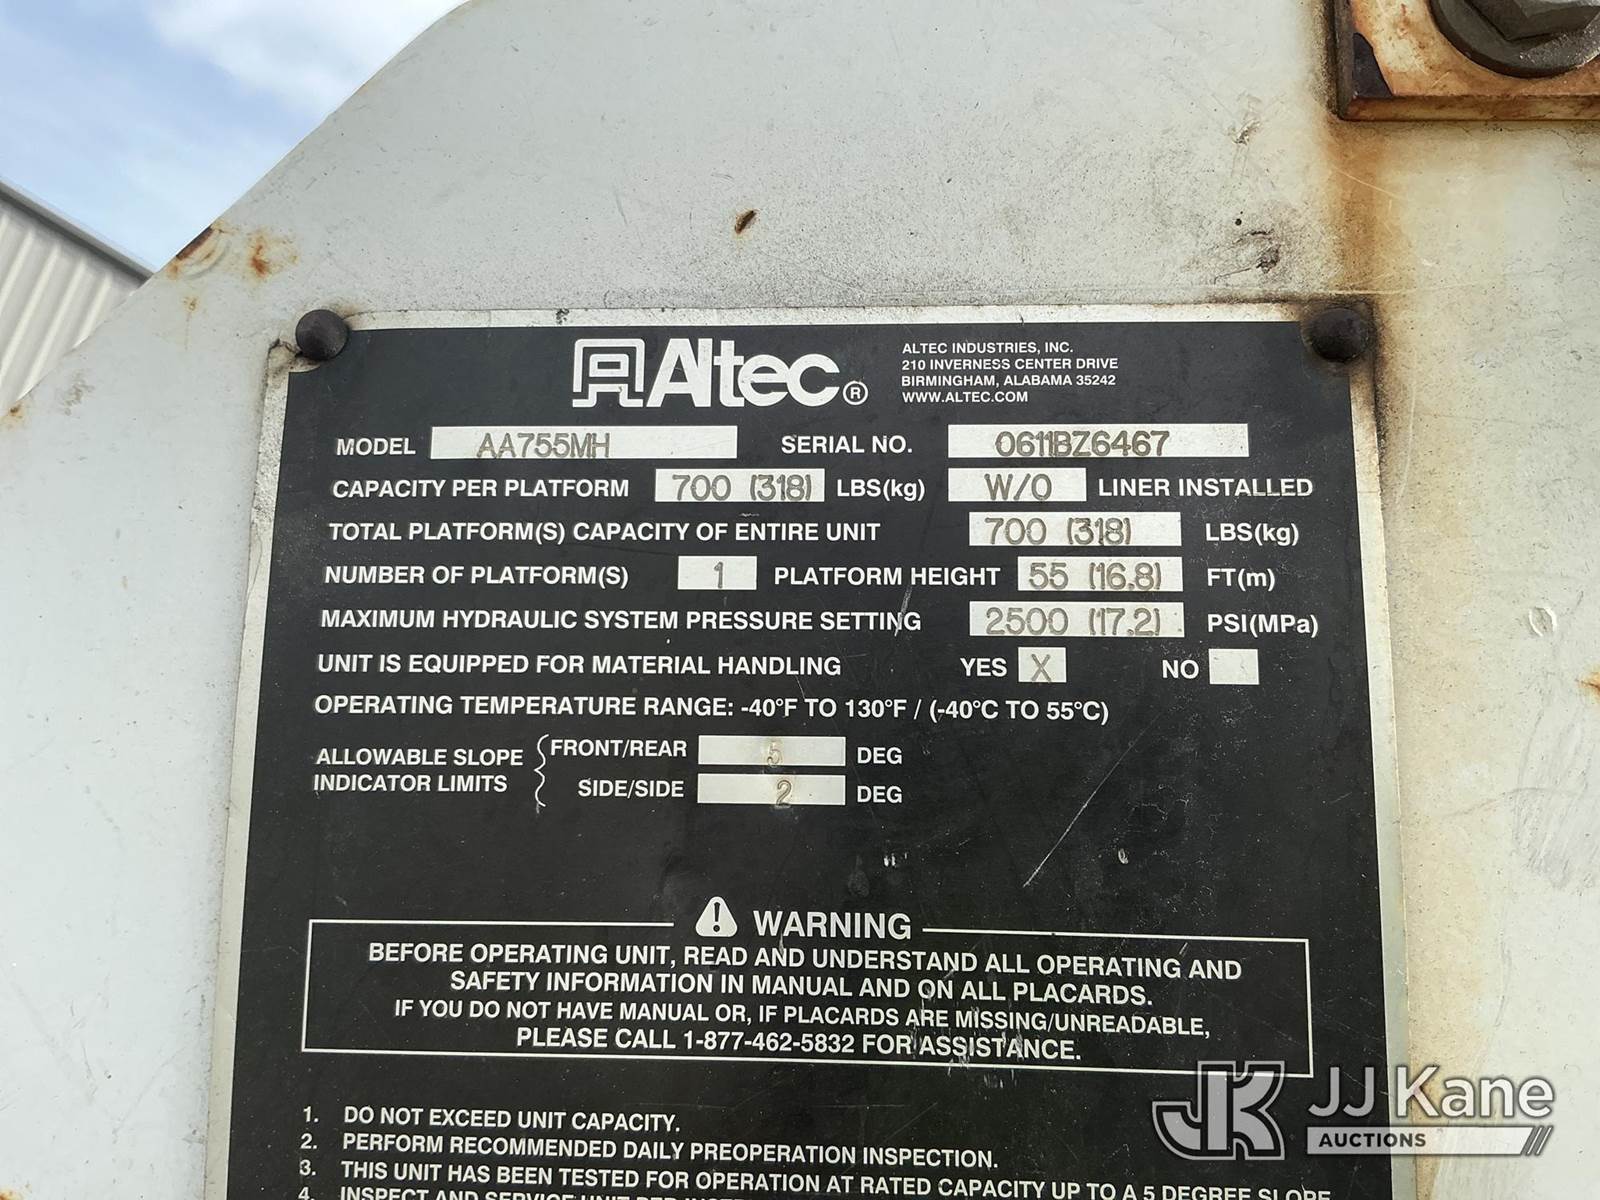 Altec®
ALTEC INDUSTRIES, INC.
210 INVERNESS CENTER DRIVE
BIRMINGHAM, ALABAMA 35242
WWW.ALTEC.COM
MODEL AA755MH SERIAL NO. 0611BZ6467
CAPACITY PER PLATFORM 700 (318) LBS(kg) W/O LINER INSTALLED
TOTAL PLATFORM(S) CAPACITY OF ENTIRE UNIT 700 (318) LBS(kg)
NUMBER OF PLATFORM(S) 1 PLATFORM HEIGHT 55 (16.8) FT(m)
MAXIMUM HYDRAULIC SYSTEM PRESSURE SETTING 2500 (17.2) PSI(MPa)
UNIT IS EQUIPPED FOR MATERIAL HANDLING YES X NO
OPERATING TEMPERATURE RANGE: -40°F TO 130°F / (-40°C TO 55°C)
ALLOWABLE SLOPE
INDICATOR LIMITS
FRONT/REAR 5 DEG
SIDE/SIDE 2 DEG
WARNING
BEFORE OPERATING UNIT, READ AND UNDERSTAND ALL OPERATING AND
SAFETY INFORMATION IN MANUAL AND ON ALL PLACARDS.
IF YOU DO NOT HAVE MANUAL OR, IF PLACARDS ARE MISSING/UNREADABLE,
PLEASE CALL 1-877-462-5832 FOR ASSISTANCE.
1. DO NOT EXCEED UNIT CAPACITY.
2. PERFORM RECOMMENDED DAILY PREOPERATION INSPECTION.
3. THIS UNIT HAS BEEN TESTED FOR OPERATION AT RATED CAPACITY UP TO A 5 DEGREE SLOPE
4. INSPECT AND SERVICE UNIT PER
JK JJ Kane
AUCTIONS